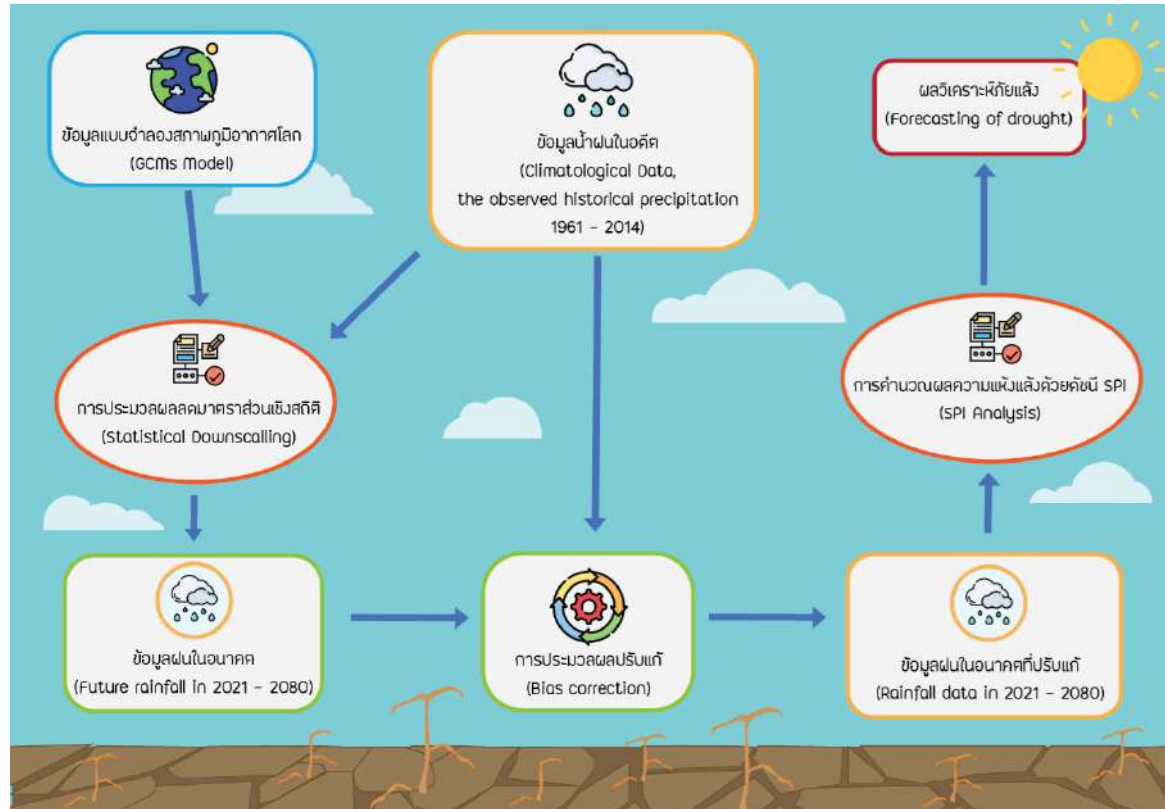 ข้อมูลแบบจำลองสภาพภูมิอากาศโลก
(GCMs Model)
ข้อมูลน้ำฝนในอดีต
(Climatological Data,
the observed historical precipitation
1961 - 2014)
ผลวิเคราะห์ภัยแล้ง
(Forecasting of drought)
การประมวลผลลดมาตราส่วนเชิงสถิติ
(Statistical Downscalling)
การคำนวณผลความแห้งแล้งด้วยดัชนี SPI
(SPI Analysis)
ข้อมูลฝนในอนาคต
(Future rainfall in 2021 - 2080)
การประมวลผลปรับแก้
(Bias correction)
ข้อมูลฝนในอนาคตที่ปรับแก้
(Rainfall data in 2021 - 2080)